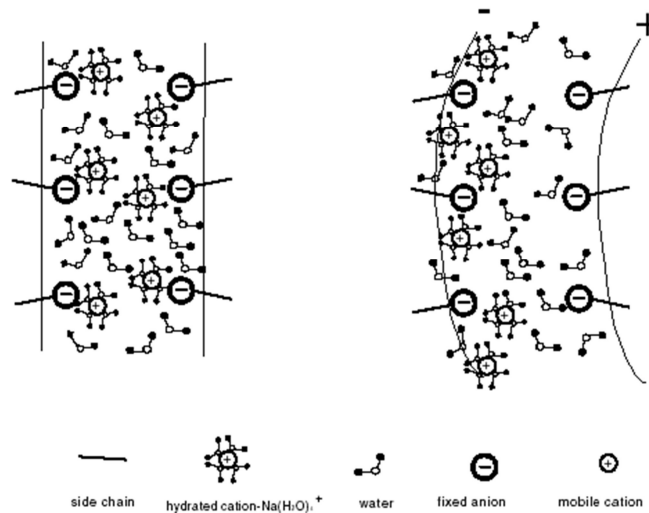 - +
side chain
hydrated cation-Na(H₂O)₄⁺
water
fixed anion
mobile cation